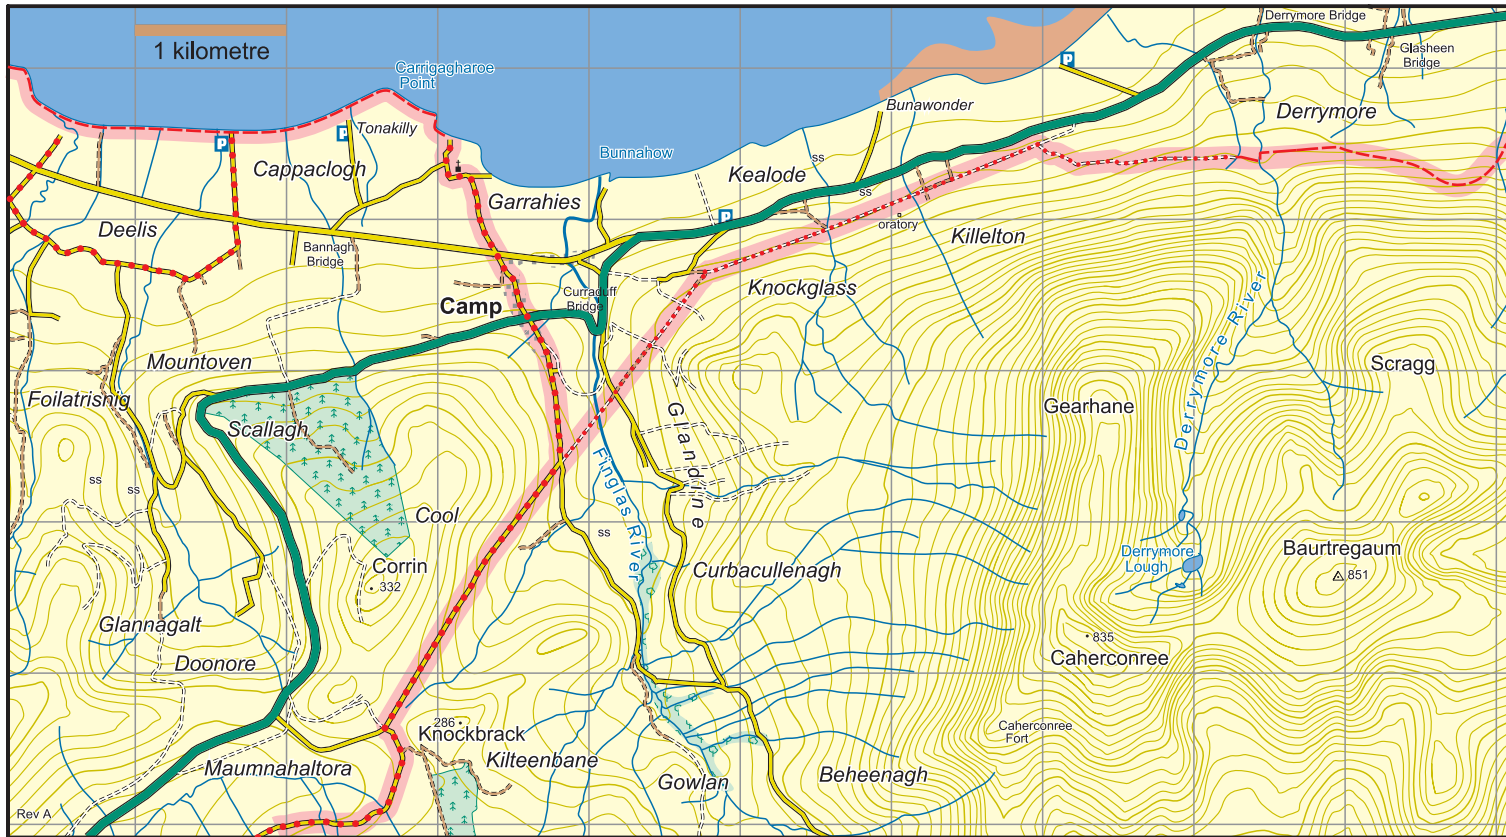 1 kilometre
Carrigagharoe
Point
Derrymore Bridge
Glasheen
Bridge
P
P
P
P
Tonakilly
Bunawonder
Derrymore
Cappaclogh
Bunnahow
ss
Kealode
ss
Garrahies
Deelis
Bannagh
Bridge
oratory
Killelton
Camp
Curraduff
Bridge
Knockglass
Derrymore River
Mountoven
Scragg
Foilatrisnig
Gearhane
Scallagh
Glandine
Finglas River
ss
ss
Cool
ss
Corrin
332
Curbacullenagh
Derrymore
Lough
Baurtregaum
851
Glannagalt
835
Caherconree
Doonore
286
Knockbrack
Caherconree
Fort
Kilteenbane
Maumnahaltora
Gowlan
Beheenagh
Rev A